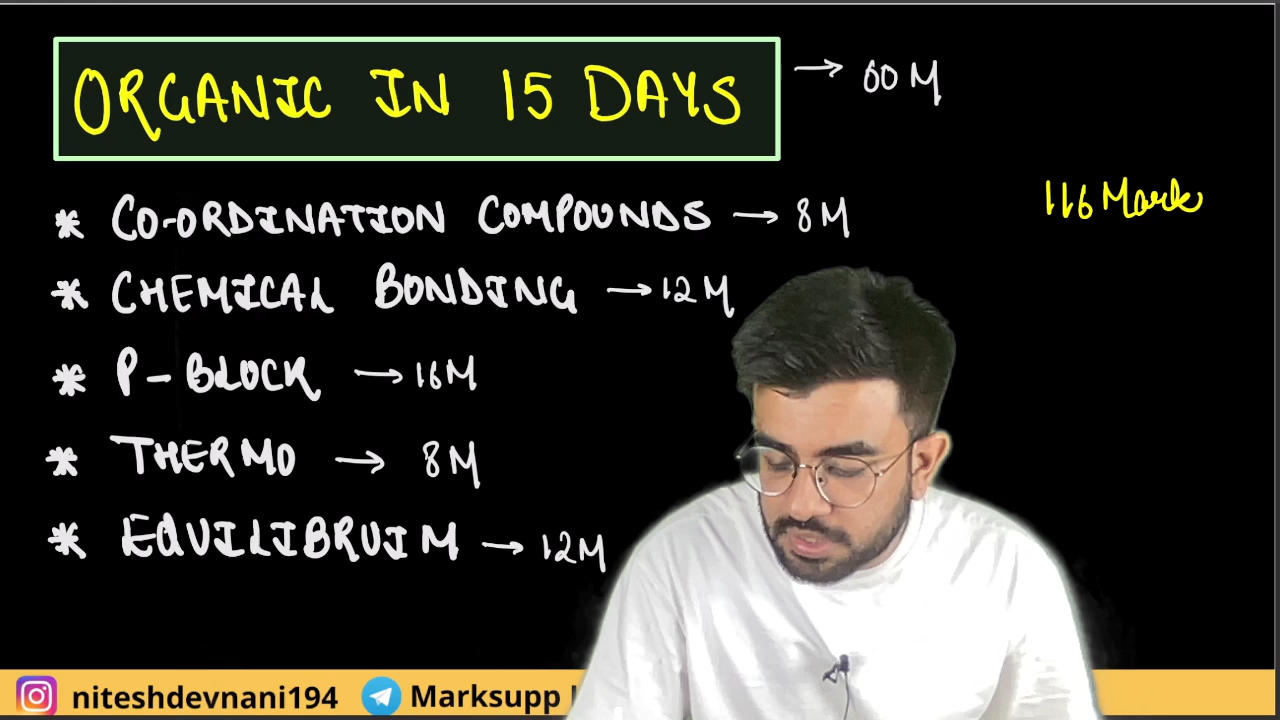 ORGANIC IN 15 DAYS → 60 M
116 Mark
* CO-ORDINATION COMPOUNDS → 8 M
* CHEMICAL BONDING → 12 M
* P-BLOCK → 16M
* THERMO → 8 M
* EQUILIBRUIM → 12M
niteshdevnani194 Marksupp